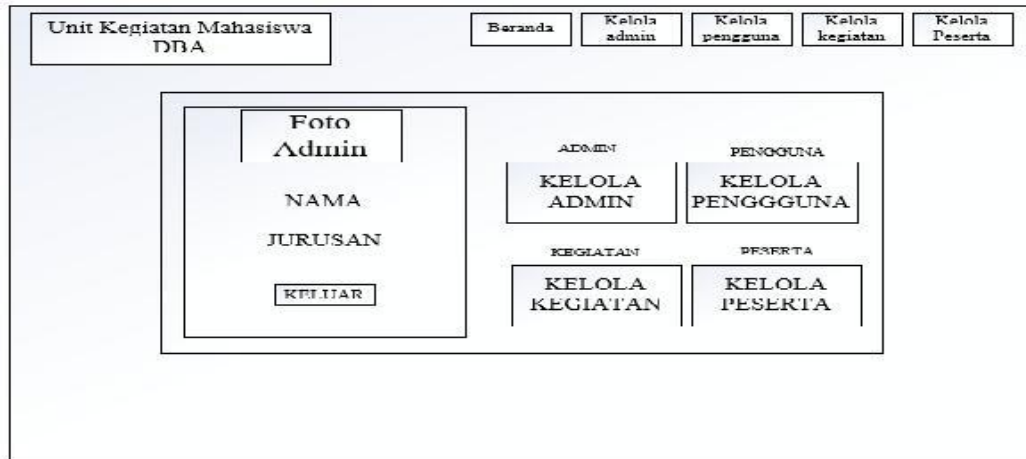 Unit Kegiatan Mahasiswa
DBA
Beranda
Kelola
admin
Kelola
pengguna
Kelola
kegiatan
Kelola
Peserta
Foto
Admin
NAMA
JURUSAN
KELUAR
ADMIN
PENGGUNA
KELOLA
ADMIN
KELOLA
PENGGGUNA
KEGIATAN
PESERTA
KELOLA
KEGIATAN
KELOLA
PESERTA